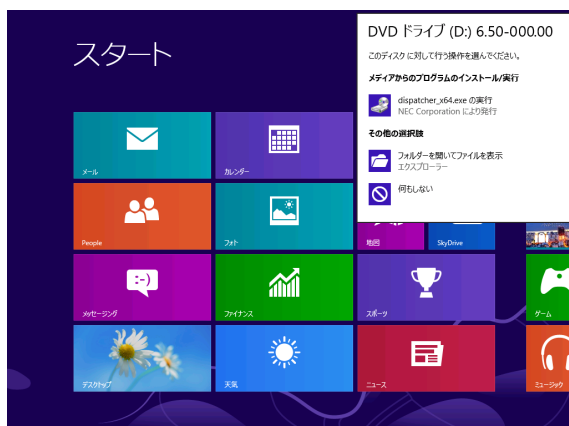 スタート
DVD ドライブ (D:) 6.50-000.00
このディスク に対して行う操作を選んでください。
メディアからのプログラムのインストール/実行
dispatcher_x64.exe の実行
NEC Corporation により発行
その他の選択肢
フォルダーを開いてファイルを表示
エクスプローラー
何もしない
メール
カレンダー
People
フォト
地図
SkyDrive
メッセージング
ファイナンス
スポーツ
ゲーム
デスクトップ
天気
ニュース
ミュージック